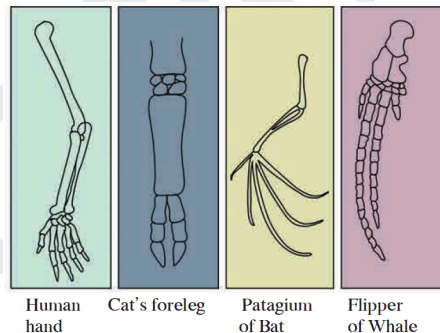 Human hand
Cat's foreleg
Patagium of Bat
Flipper of Whale